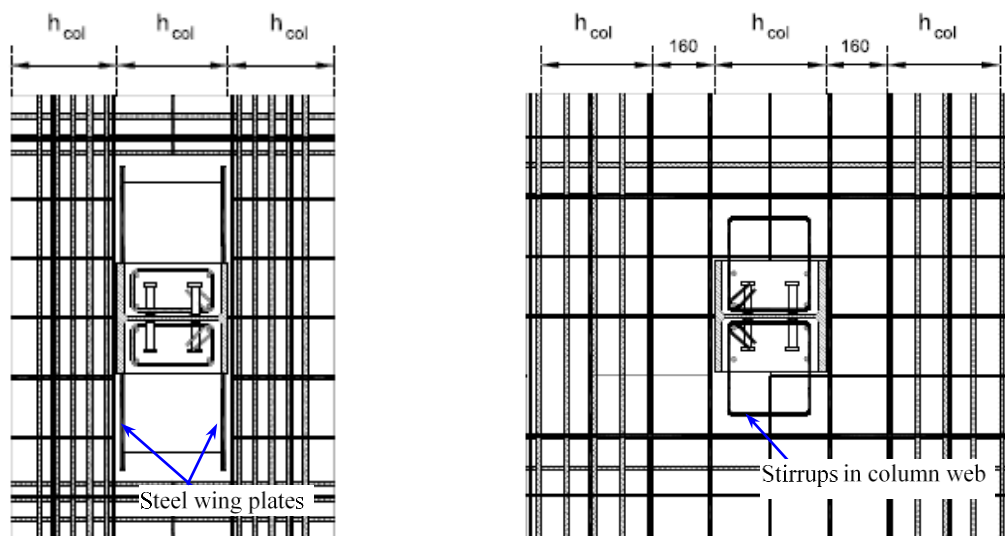 h col h col h col
h col 160 h col 160 h col
Steel wing plates
Stirrups in column web